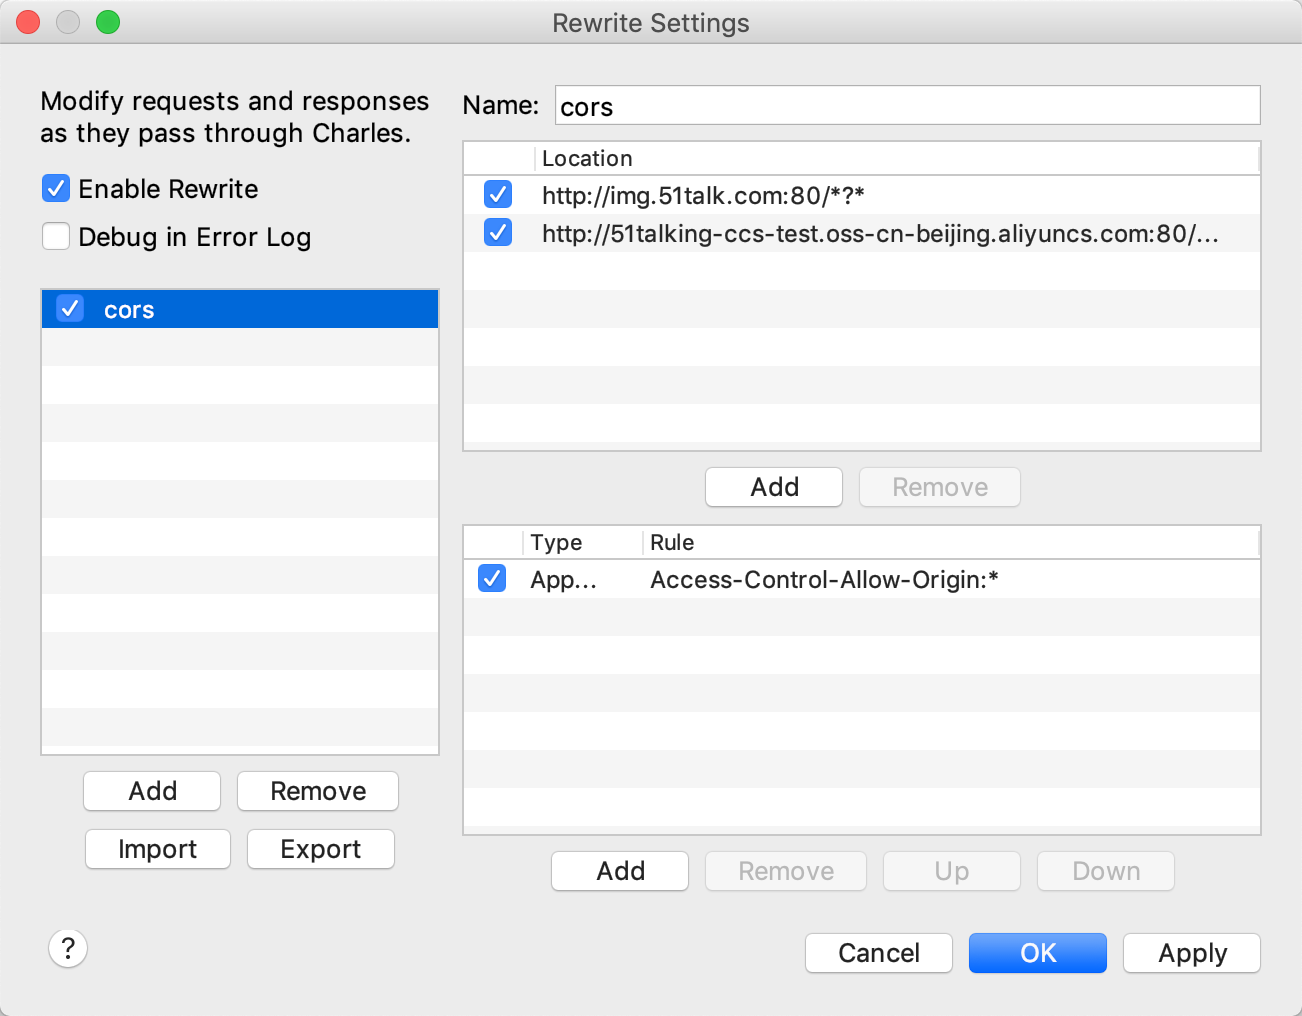 Rewrite Settings
Modify requests and responses
as they pass through Charles.
Enable Rewrite
Debug in Error Log
cors
Add
Remove
Import
Export
?
Name:
cors
Location
http://img.51talk.com:80/*?*
http://51talking-ccs-test.oss-cn-beijing.aliyuncs.com:80/...
Add
Remove
Type
Rule
App...
Access-Control-Allow-Origin:*
Add
Remove
Up
Down
Cancel
OK
Apply